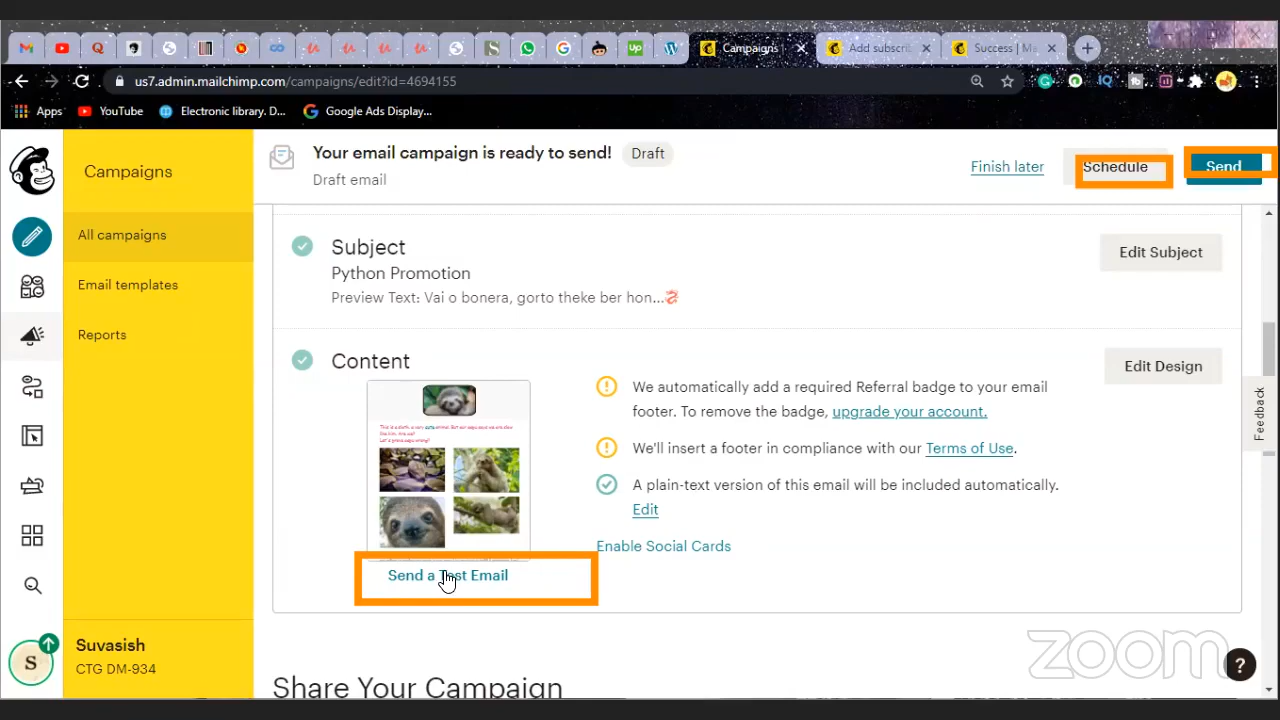 Campaigns
Add subscri
Success | Ma
us7.admin.mailchimp.com/campaigns/edit?id=4694155
Apps
YouTube
Electronic library. D...
Google Ads Display...
Campaigns
Your email campaign is ready to send!
Draft
Draft email
Finish later
Schedule
Send
All campaigns
Email templates
Reports
Subject
Edit Subject
Python Promotion
Preview Text: Vai o bonera, gorto theke ber hon...
Content
Edit Design
We automatically add a required Referral badge to your email
footer. To remove the badge, upgrade your account.
We'll insert a footer in compliance with our Terms of Use.
A plain-text version of this email will be included automatically.
Edit
Enable Social Cards
Send a Test Email
Feedback
Suvasish
CTG DM-934
S
zoom
?
Share Your Campaign